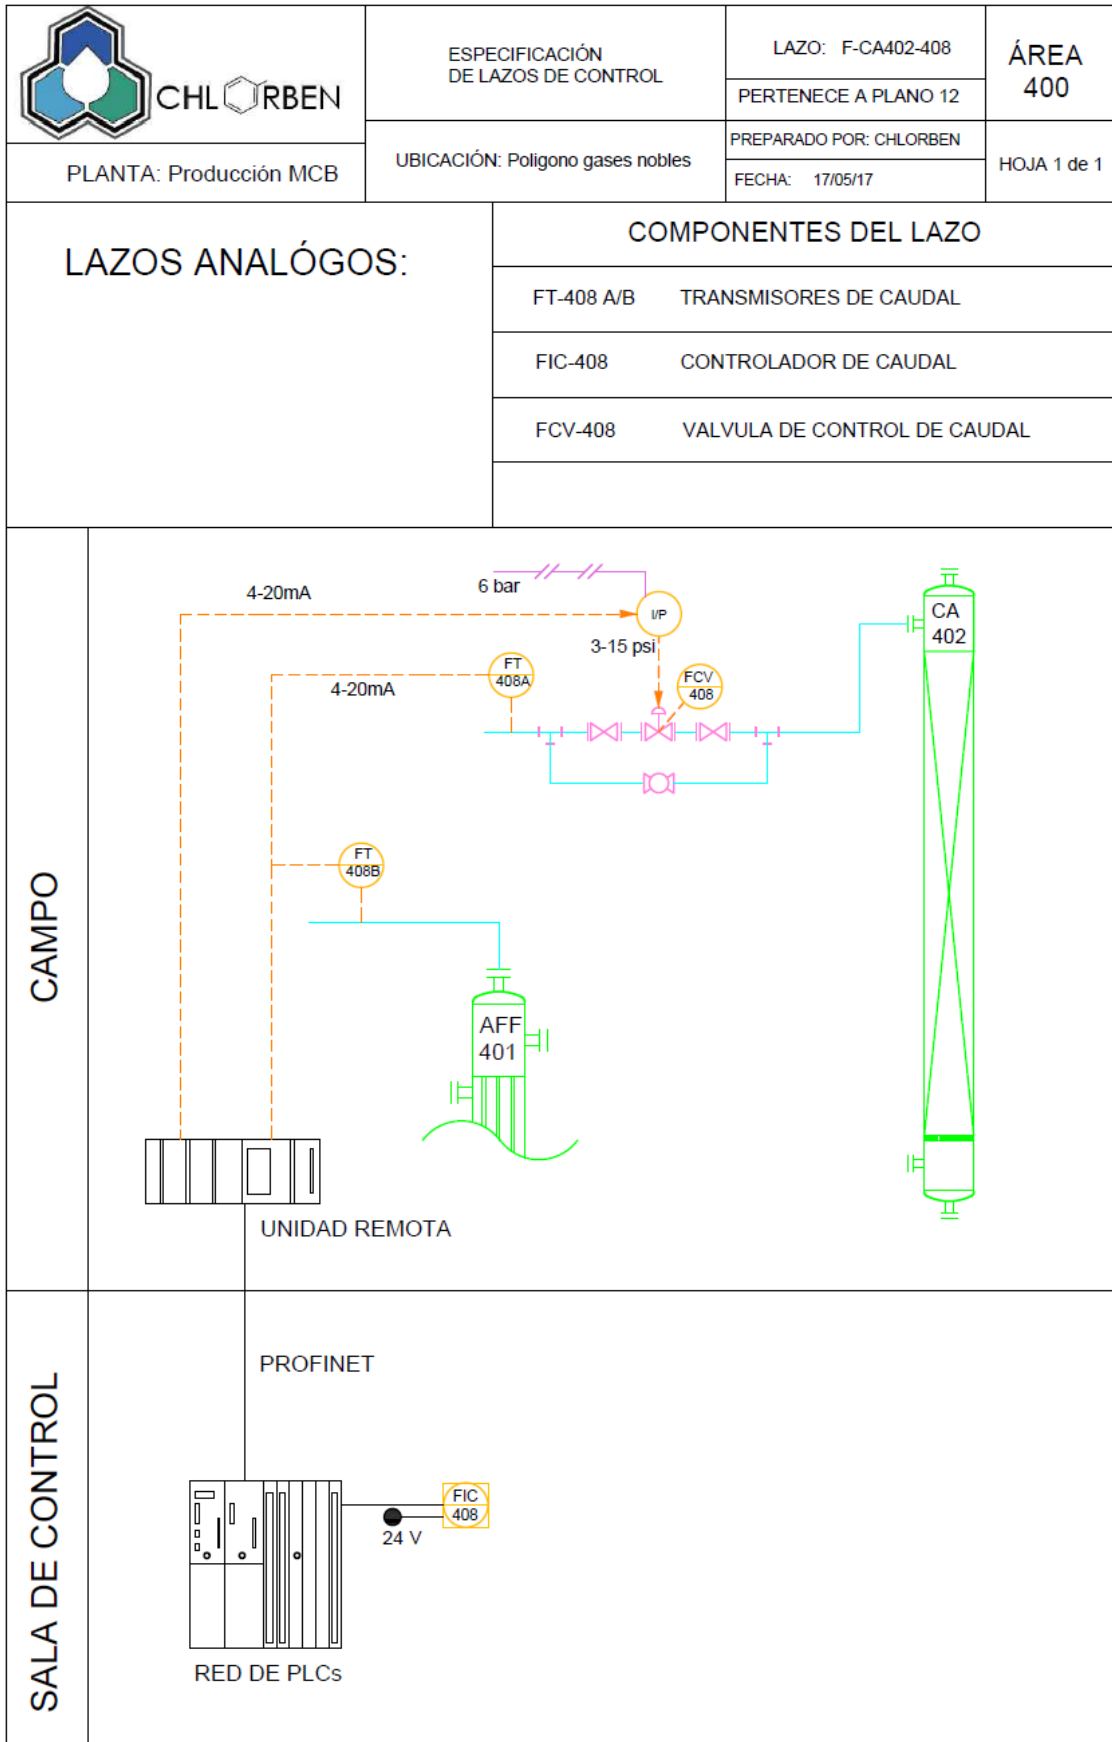 CHLORBEN
PLANTA: Producción MCB
ESPECIFICACIÓN
DE LAZOS DE CONTROL
UBICACIÓN: Poligono gases nobles
LAZO: F-CA402-408
PERTENECE A PLANO 12
PREPARADO POR: CHLORBEN
FECHA: 17/05/17
ÁREA
400
HOJA 1 de 1
LAZOS ANALÓGOS:
COMPONENTES DEL LAZO
FT-408 A/B TRANSMISORES DE CAUDAL
FIC-408 CONTROLADOR DE CAUDAL
FCV-408 VALVULA DE CONTROL DE CAUDAL
CAMPO
4-20mA
6 bar
I/P
3-15 psi
FT
408A
4-20mA
FCV
408
CA
402
FT
408B
AFF
401
UNIDAD REMOTA
SALA DE CONTROL
PROFINET
FIC
408
24 V
RED DE PLCs